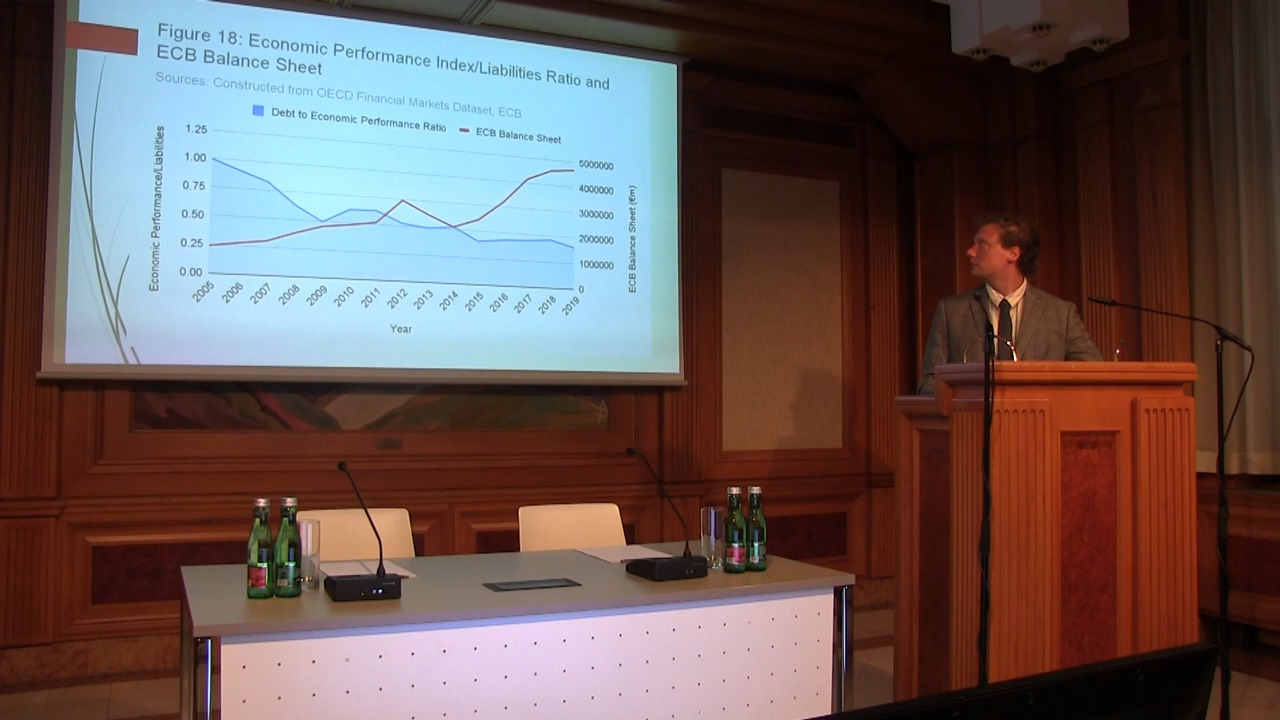 Figure 18: Economic Performance Index/Liabilities Ratio and
ECB Balance Sheet
Sources: Constructed from OECD Financial Markets Dataset, ECB
Debt to Economic Performance Ratio
ECB Balance Sheet
Economic Performance/Liabilities
1.25
1.00
0.75
0.50
0.25
0.00
5000000
4000000
3000000
2000000
1000000
0
ECB Balance Sheet (€m)
2005 2006 2007 2008 2009 2010 2011 2012 2013 2014 2015 2016 2017 2018 2019
Year